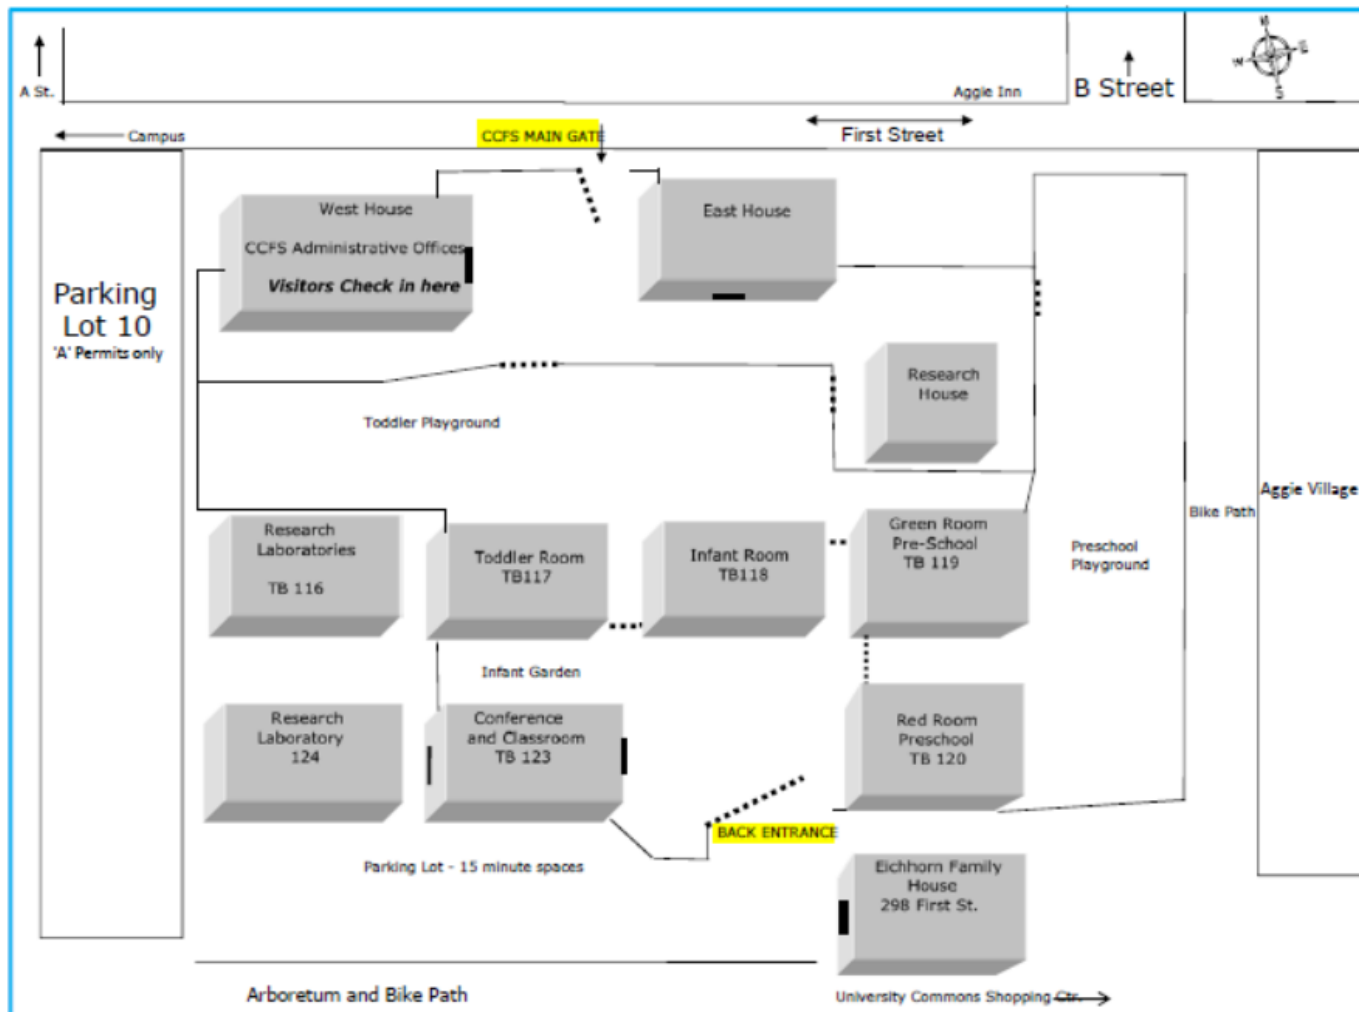 A St.
Aggie Inn
B Street
N
W
E
S
Campus
CCFS MAIN GATE
First Street
West House
CCFS Administrative Offices
Visitors Check in here
East House
Parking
Lot 10
'A' Permits only
Research
House
Toddler Playground
Aggie Village
Bike Path
Research
Laboratories
TB 116
Toddler Room
TB117
Infant Room
TB118
Green Room
Pre-School
TB 119
Preschool
Playground
Infant Garden
Research
Laboratory
124
Conference
and Classroom
TB 123
Red Room
Preschool
TB 120
BACK ENTRANCE
Parking Lot - 15 minute spaces
Eichhorn Family
House
298 First St.
Arboretum and Bike Path
University Commons Shopping Ctr.